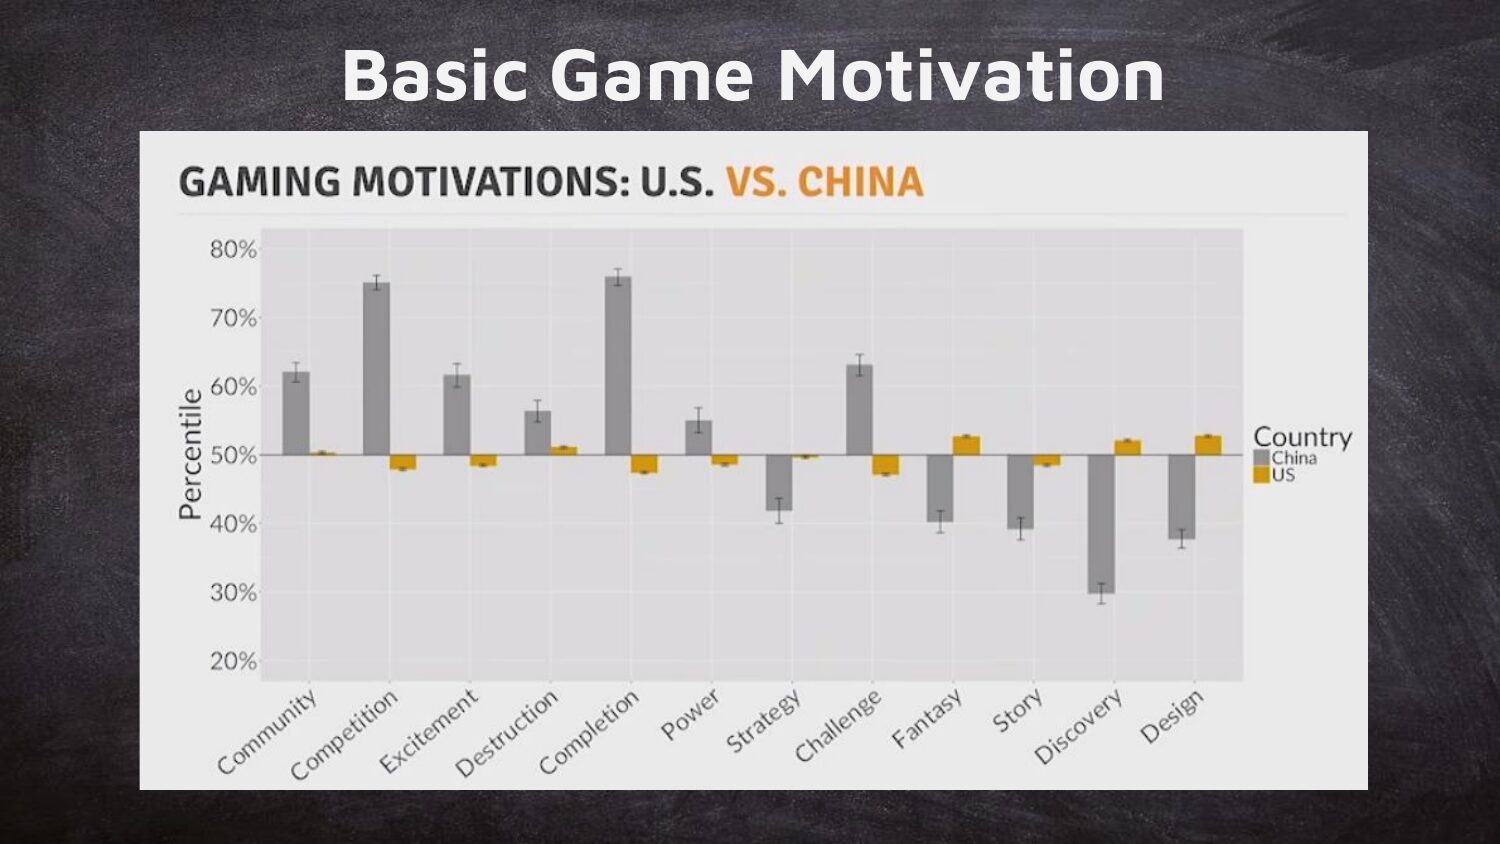 Basic Game Motivation
GAMING MOTIVATIONS: U.S. VS. CHINA
80%
70%
60%
50%
40%
30%
20%
Percentile
Country
China
US
Community
Competition
Excitement
Destruction
Completion
Power
Strategy
Challenge
Fantasy
Story
Discovery
Design